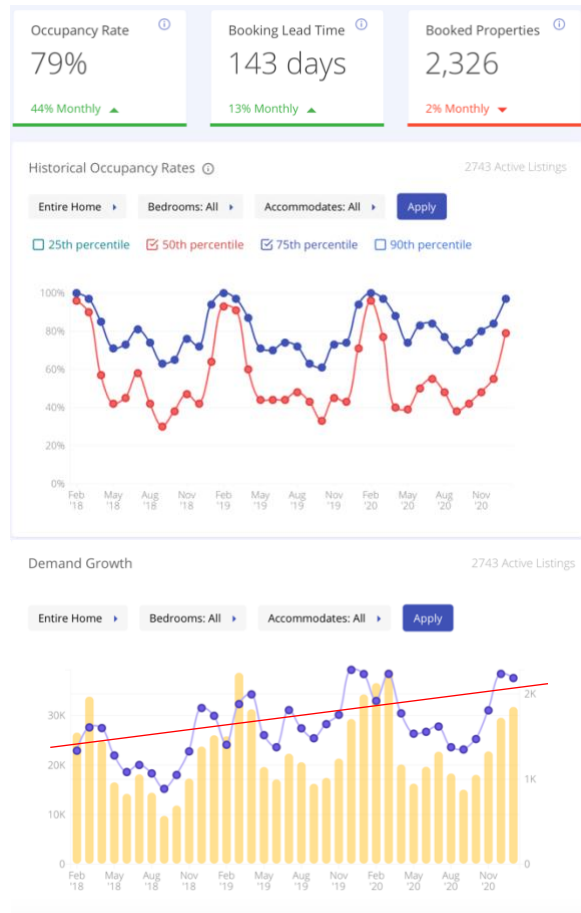 Occupancy Rate
79%
44% Monthly
Booking Lead Time
143 days
13% Monthly
Booked Properties
2,326
2% Monthly
Historical Occupancy Rates
2743 Active Listings
Entire Home
Bedrooms: All
Accommodates: All
Apply
25th percentile
50th percentile
75th percentile
90th percentile
100%
80%
60%
40%
20%
0%
Feb '18
May '18
Aug '18
Nov '18
Feb '19
May '19
Aug '19
Nov '19
Feb '20
May '20
Aug '20
Nov '20
Demand Growth
2743 Active Listings
Entire Home
Bedrooms: All
Accommodates: All
Apply
30K
20K
10K
0
2K
1K
0
Feb '18
May '18
Aug '18
Nov '18
Feb '19
May '19
Aug '19
Nov '19
Feb '20
May '20
Aug '20
Nov '20